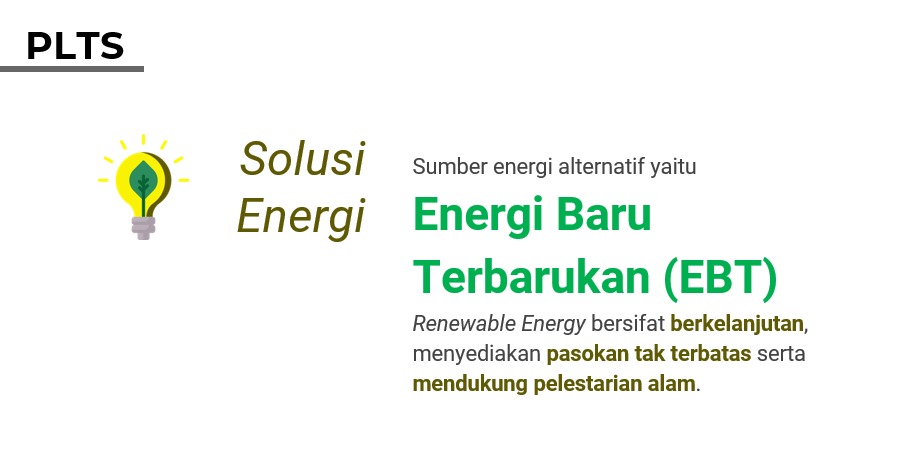 PLTS
Solusi
Energi
Sumber energi alternatif yaitu
Energi Baru
Terbarukan (EBT)
Renewable Energy bersifat berkelanjutan,
menyediakan pasokan tak terbatas serta
mendukung pelestarian alam.